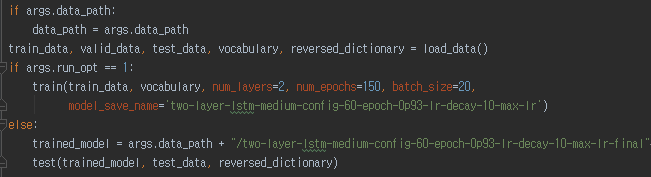 if args.data_path:
    data_path = args.data_path
train_data, valid_data, test_data, vocabulary, reversed_dictionary = load_data()
if args.run_opt == 1:
    train(train_data, vocabulary, num_layers=2, num_epochs=150, batch_size=20,
          model_save_name='two-layer-lstm-medium-config-60-epoch-0p93-lr-decay-10-max-lr')
else:
    trained_model = args.data_path + "/two-layer-lstm-medium-config-60-epoch-0p93-lr-decay-10-max-lr-final"
    test(trained_model, test_data, reversed_dictionary)